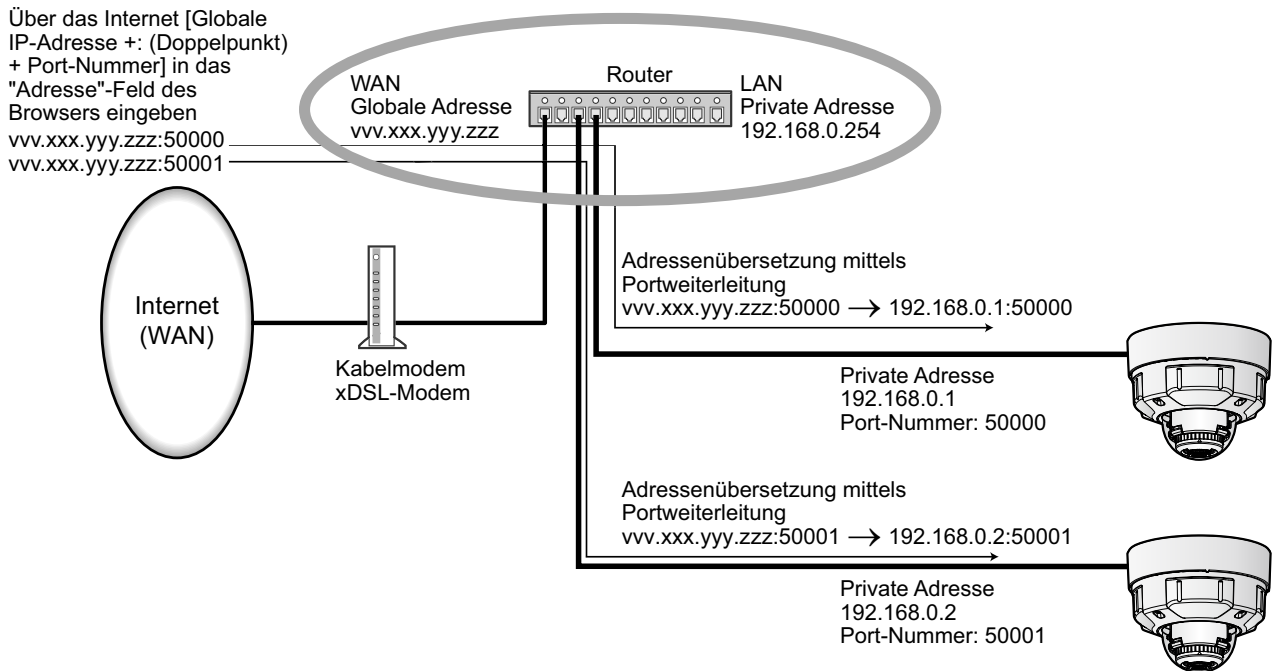 Über das Internet [Globale
IP-Adresse +: (Doppelpunkt)
+ Port-Nummer] in das
"Adresse"-Feld des
Browsers eingeben
vvv.xxx.yyy.zzz:50000
vvv.xxx.yyy.zzz:50001
WAN
Globale Adresse
vvv.xxx.yyy.zzz
Router
LAN
Private Adresse
192.168.0.254
Internet
(WAN)
Kabelmodem
xDSL-Modem
Adressenübersetzung mittels
Portweiterleitung
vvv.xxx.yyy.zzz:50000 → 192.168.0.1:50000
Private Adresse
192.168.0.1
Port-Nummer: 50000
Adressenübersetzung mittels
Portweiterleitung
vvv.xxx.yyy.zzz:50001 → 192.168.0.2:50001
Private Adresse
192.168.0.2
Port-Nummer: 50001